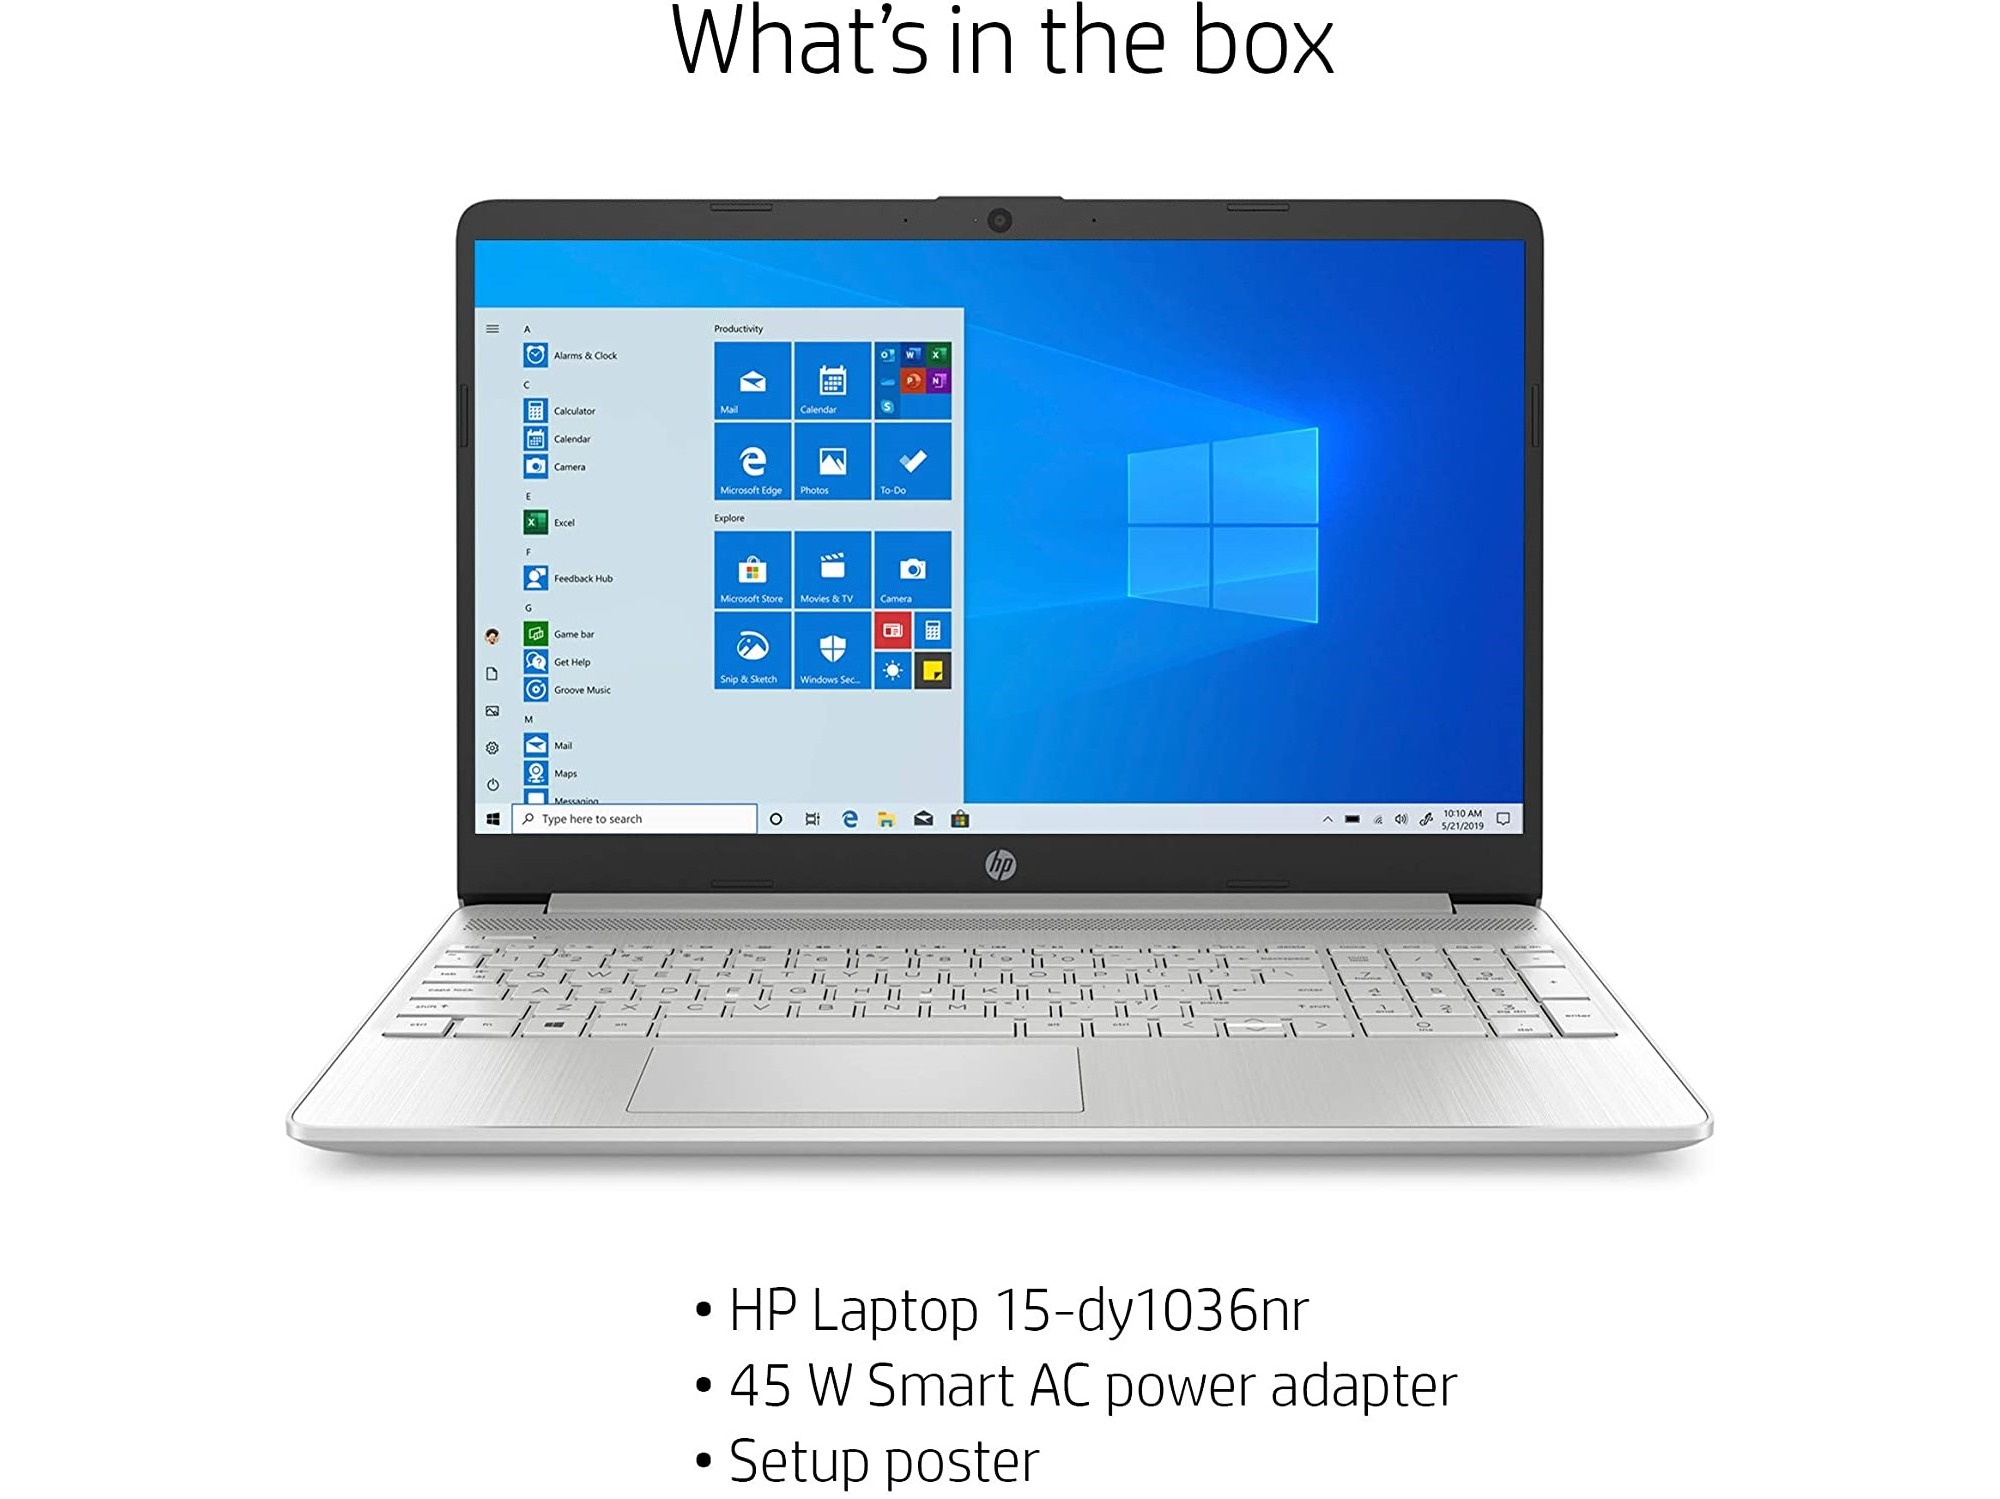 What's in the box
A
Alarms & Clock
C
Calculator
Calendar
Camera
E
Excel
F
Feedback Hub
G
Game bar
Get Help
Groove Music
M
Mail
Maps
Messaging
Productivity
Mail
Calendar
Microsoft Edge
Photos
To-Do
Explore
Microsoft Store
Movies & TV
Camera
Snip & Sketch
Windows Sec...
Type here to search
10:10 AM
5/21/2019
hp
• HP Laptop 15-dy1036nr
• 45 W Smart AC power adapter
• Setup poster